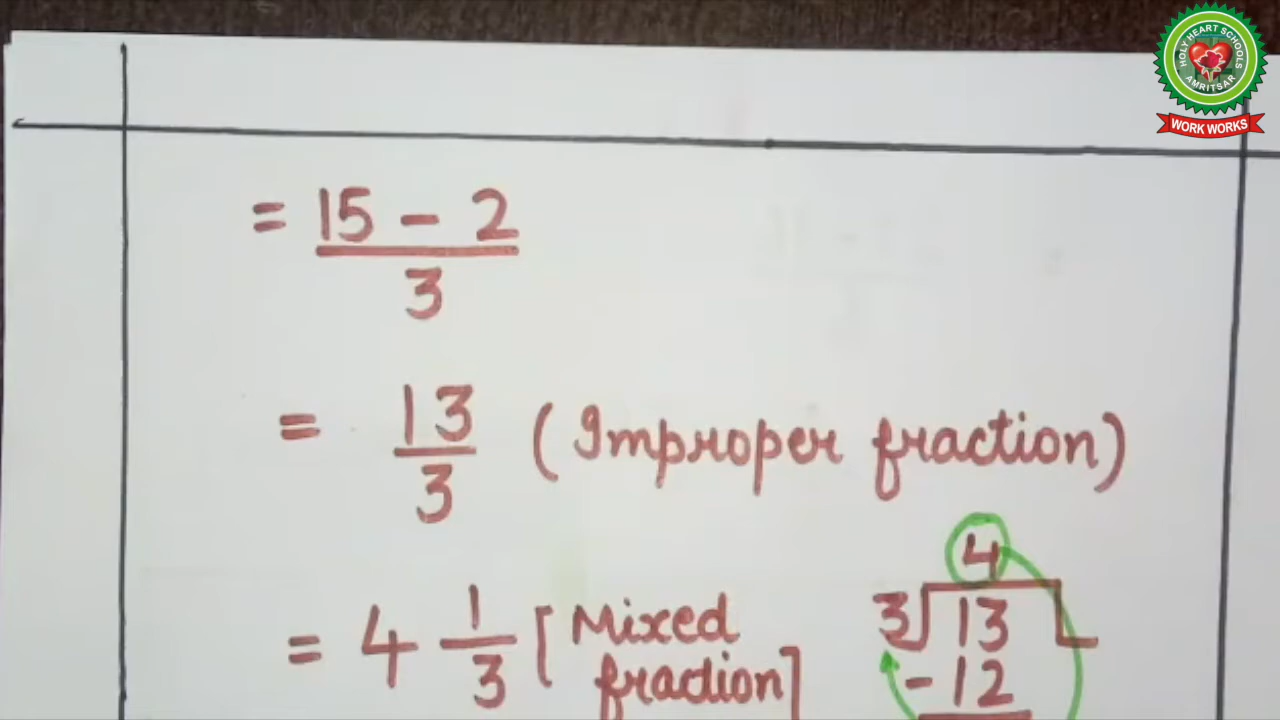 HOLY HEART SCHOOLS
AMRITSAR
WORK WORKS
= 15 - 2
3
= 13
3
(Improper fraction)
= 4 1
3
[Mixed
fraction]
4
3 13
-12